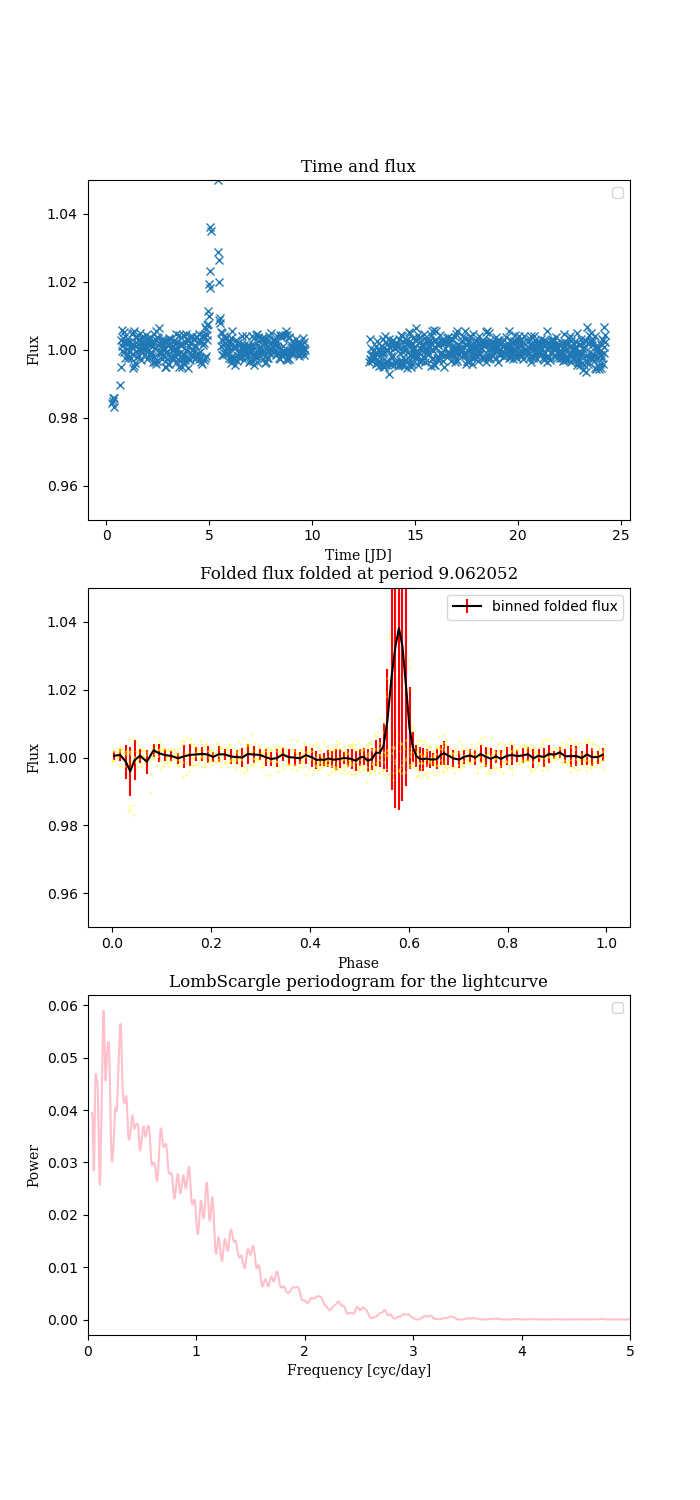 Time and flux
1.04
1.02
1.00
0.98
0.96
Flux
0 5 10 15 20 25
Time [JD]
Folded flux folded at period 9.062052
binned folded flux
1.04
1.02
1.00
0.98
0.96
Flux
0.0 0.2 0.4 0.6 0.8 1.0
Phase
LombScargle periodogram for the lightcurve
0.06
0.05
0.04
0.03
0.02
0.01
0.00
Power
0 1 2 3 4 5
Frequency [cyc/day]